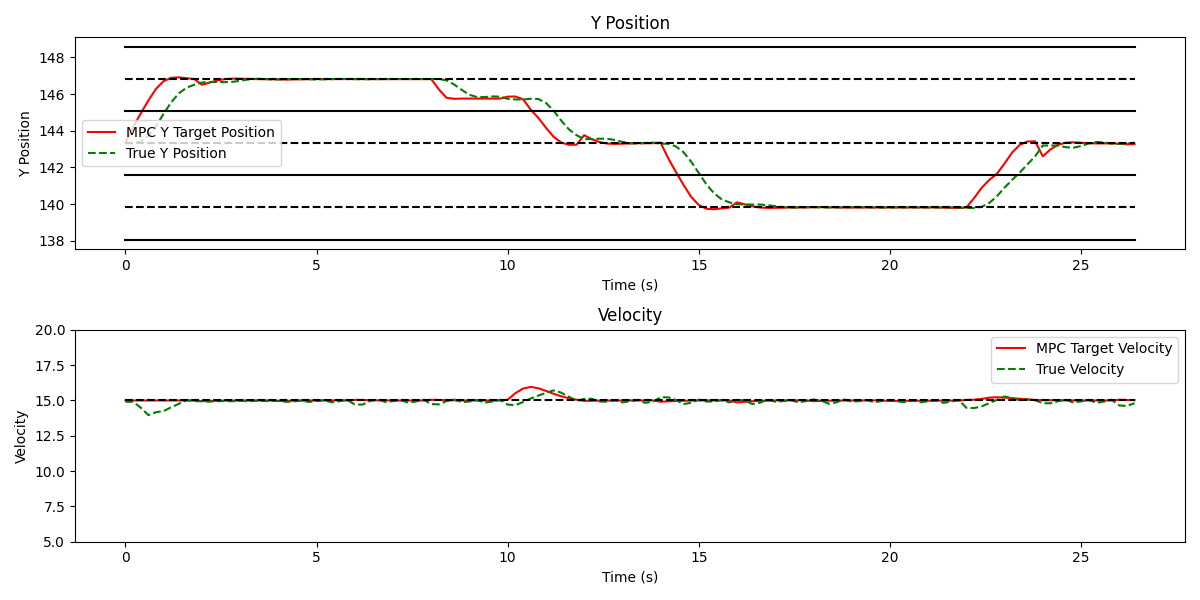 Y Position
148
146
144
142
140
138
Y Position
MPC Y Target Position
True Y Position
0
5
10
15
20
25
Time (s)
Velocity
20.0
17.5
15.0
12.5
10.0
7.5
5.0
Velocity
MPC Target Velocity
True Velocity
0
5
10
15
20
25
Time (s)